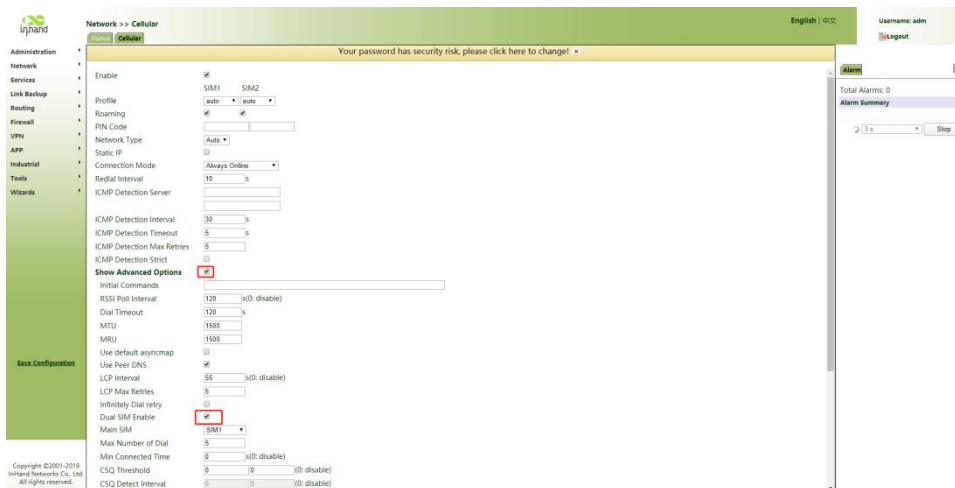 inhand
Network >> Cellular
English | 中文
Username: adm
Logout
Status Cellular
Your password has security risk, please click here to change!
Administration
Network
Services
Link Backup
Routing
Firewall
VPN
APP
Industrial
Tools
Wizards
Save Configuration
Copyright ©2001-2019
InHand Networks Co., Ltd.
All rights reserved.
Enable
SIM1 SIM2
Profile auto auto
Roaming
PIN Code
Network Type Auto
Static IP
Connection Mode Always Online
Redial Interval 10 s
ICMP Detection Server
ICMP Detection Interval 30 s
ICMP Detection Timeout 5 s
ICMP Detection Max Retries 5
ICMP Detection Strict
Show Advanced Options
Initial Commands
RSSI Poll Interval 120 s(0: disable)
Dial Timeout 120 s
MTU 1500
MRU 1500
Use default asyncmap
Use Peer DNS
LCP Interval 55 s(0: disable)
LCP Max Retries 5
Infinitely Dial retry
Dual SIM Enable
Main SIM SIM1
Max Number of Dial 5
Min Connected Time 0 s(0: disable)
CSQ Threshold 0 0 (0: disable)
CSQ Detect Interval 0 0 (0: disable)
Alarm
Total Alarms: 0
Alarm Summary
3 s Stop